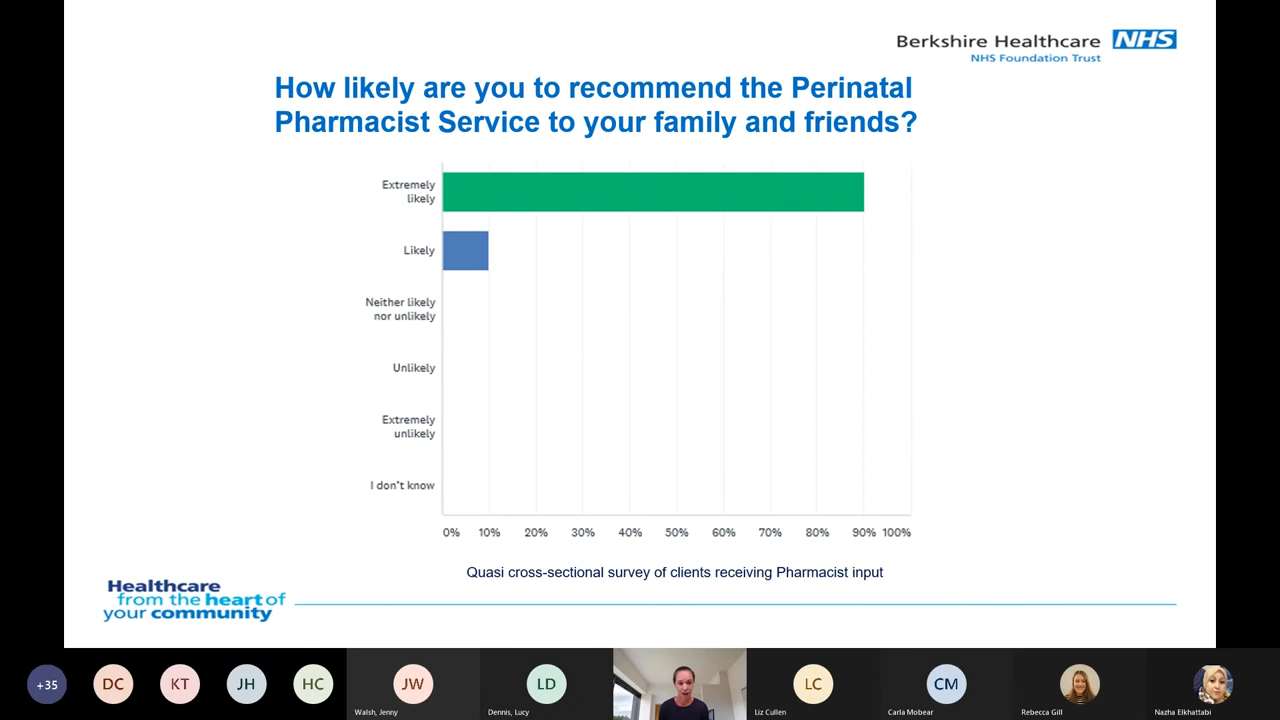 Berkshire Healthcare NHS
NHS Foundation Trust
How likely are you to recommend the Perinatal
Pharmacist Service to your family and friends?
Extremely
likely
Likely
Neither likely
nor unlikely
Unlikely
Extremely
unlikely
I don't know
0% 10% 20% 30% 40% 50% 60% 70% 80% 90% 100%
Quasi cross-sectional survey of clients receiving Pharmacist input
Healthcare
from the heart of
your community
+35 DC KT JH HC JW LD LC CM
Walsh, Jenny Dennis, Lucy Liz Cullen Carla Mobear Rebecca Gill Nazha Elkhattabi